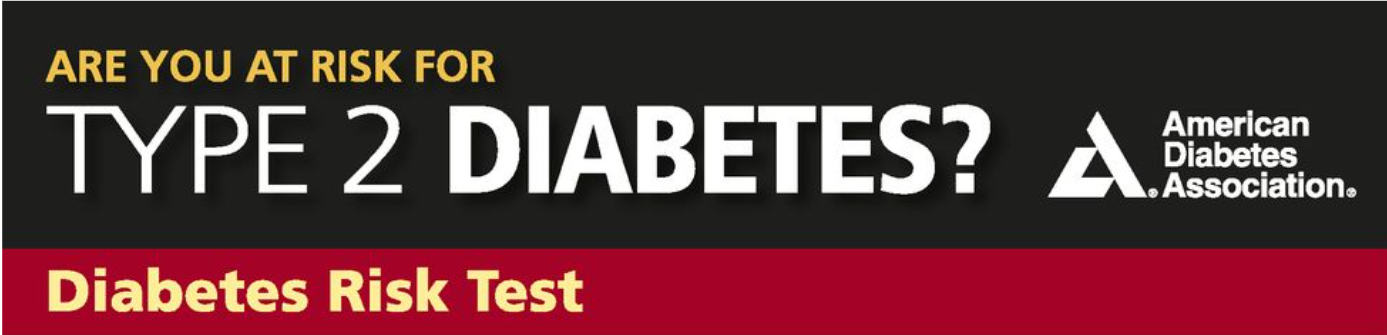 ARE YOU AT RISK FOR
TYPE 2 DIABETES?
American
Diabetes
®Association®
Diabetes Risk Test